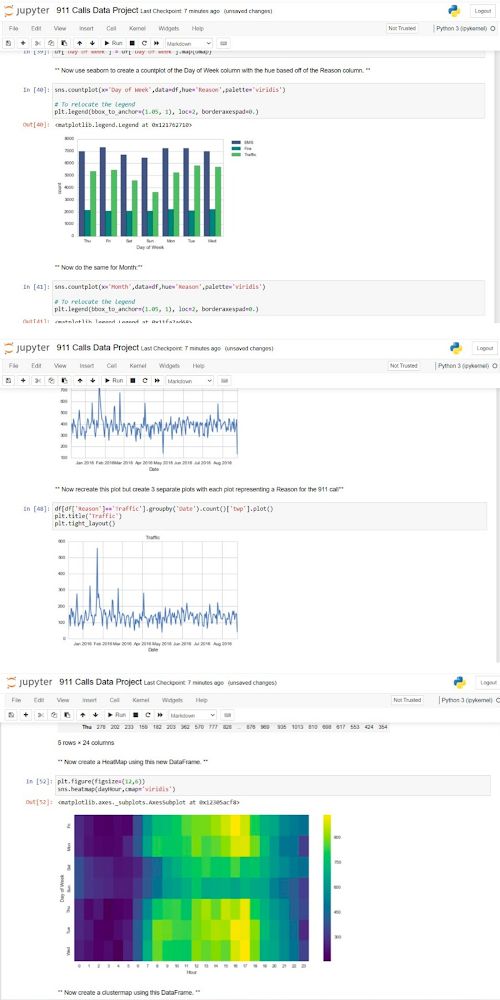 jupyter 911 Calls Data Project Last Checkpoint: 7 minutes ago (unsaved changes) Logout
File Edit View Insert Cell Kernel Widgets Help Not Trusted Python 3 (ipykernel)
Run Markdown
In [39]: df['Day of Week'] = df['Day of Week'].map(dmap)
** Now use seaborn to create a countplot of the Day of Week column with the hue based off of the Reason column. **
In [40]: sns.countplot(x='Day of Week',data=df,hue='Reason',palette='viridis')
# To relocate the legend
plt.legend(bbox_to_anchor=(1.05, 1), loc=2, borderaxespad=0.)
Out[40]: <matplotlib.legend.Legend at 0x121762710>
8000
7000
6000
5000
4000
3000
2000
1000
0
count
Thu Fri Sat Sun Mon Tue Wed
Day of Week
EMS
Fire
Traffic
** Now do the same for Month:**
In [41]: sns.countplot(x='Month',data=df,hue='Reason',palette='viridis')
# To relocate the legend
plt.legend(bbox_to_anchor=(1.05, 1), loc=2, borderaxespad=0.)
Out[41]: <matplotlib.legend.Legend at
jupyter 911 Calls Data Project Last Checkpoint: 7 minutes ago (unsaved changes) Logout
File Edit View Insert Cell Kernel Widgets Help Not Trusted Python 3 (ipykernel)
Run Markdown
700
600
500
400
300
200
100
Jan 2016 Feb 2016 Mar 2016 Apr 2016 May 2016 Jun 2016 Jul 2016 Aug 2016
Date
** Now recreate this plot but create 3 separate plots with each plot representing a Reason for the 911 call**
In [48]: df[df['Reason']=='Traffic'].groupby('Date').count()['twp'].plot()
plt.title('Traffic')
plt.tight_layout()
Traffic
600
500
400
300
200
100
0
Jan 2016 Feb 2016 Mar 2016 Apr 2016 May 2016 Jun 2016 Jul 2016 Aug 2016
Date
jupyter 911 Calls Data Project Last Checkpoint: 7 minutes ago (unsaved changes) Logout
File Edit View Insert Cell Kernel Widgets Help Not Trusted Python 3 (ipykernel)
Run Markdown
Thu 278 202 233 159 182 203 362 570 777 828 ... 876 969 935 1013 810 698 617 553 424 354
5 rows × 24 columns
** Now create a HeatMap using this new DataFrame. **
In [52]: plt.figure(figsize=(12,6))
sns.heatmap(dayHour,cmap='viridis')
Out[52]: <matplotlib.axes._subplots.AxesSubplot at 0x12305acf8>
Day of Week
Fri
Mon
Sat
Sun
Thu
Tue
Wed
0 1 2 3 4 5 6 7 8 9 10 11 12 13 14 15 16 17 18 19 20 21 22 23
Hour
900
750
600
450
300
** Now create a clustermap using this DataFrame. **